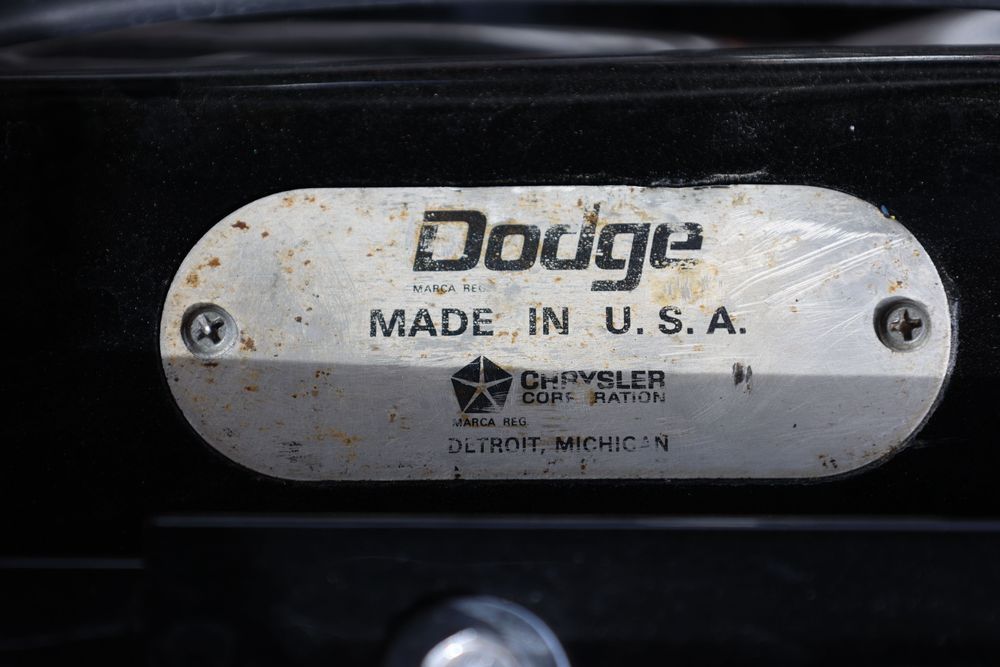 Dodge
MARCA REG.
MADE IN U. S. A.
CHRYSLER
CORPORATION
MARCA REG.
DETROIT, MICHIGAN